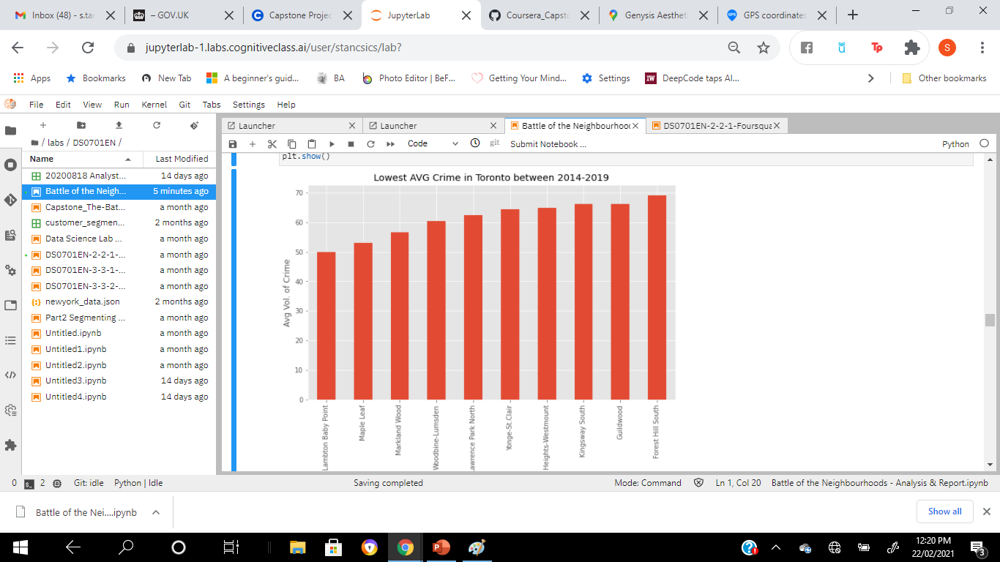 Inbox (48) - s.tar
– GOV.UK
Capstone Projec
JupyterLab
Coursera_Capst
Genysis Aestheti
GPS coordinates
jupyterlab-1.labs.cognitiveclass.ai/user/stancsics/lab?
S
Apps
Bookmarks
New Tab
A beginner's guid...
BA
Photo Editor | BeF...
Getting Your Mind...
Settings
DeepCode taps AI...
Other bookmarks
File Edit View Run Kernel Git Tabs Settings Help
/ labs / DS0701EN /
Name Last Modified
20200818 Analyst... 14 days ago
Battle of the Neigh... 5 minutes ago
Capstone_The-Bat... a month ago
customer_segmen... 2 months ago
Data Science Lab ... a month ago
DS0701EN-2-2-1-... a month ago
DS0701EN-3-3-1-... a month ago
DS0701EN-3-3-2-... a month ago
newyork_data.json 2 months ago
Part2 Segmenting ... a month ago
Untitled.ipynb a month ago
Untitled1.ipynb a month ago
Untitled2.ipynb a month ago
Untitled3.ipynb 14 days ago
Untitled4.ipynb 14 days ago
Launcher
Launcher
Battle of the Neighbourhoo
DS0701EN-2-2-1-Foursqua
Code
git
Submit Notebook ...
Python
plt.show()
Lowest AVG Crime in Toronto between 2014-2019
Avg Vol. of Crime
70
60
50
40
30
20
10
0
Lambton Baby Point
Maple Leaf
Markland Wood
Woodbine-Lumsden
awrence Park North
Yonge-St.Clair
Heights-Westmount
Kingsway South
Guildwood
Forest Hill South
0 2 Git: idle Python | Idle Saving completed Mode: Command Ln 1, Col 20 Battle of the Neighbourhoods - Analysis & Report.ipynb
Battle of the Nei....ipynb
Show all
12:20 PM
22/02/2021
3